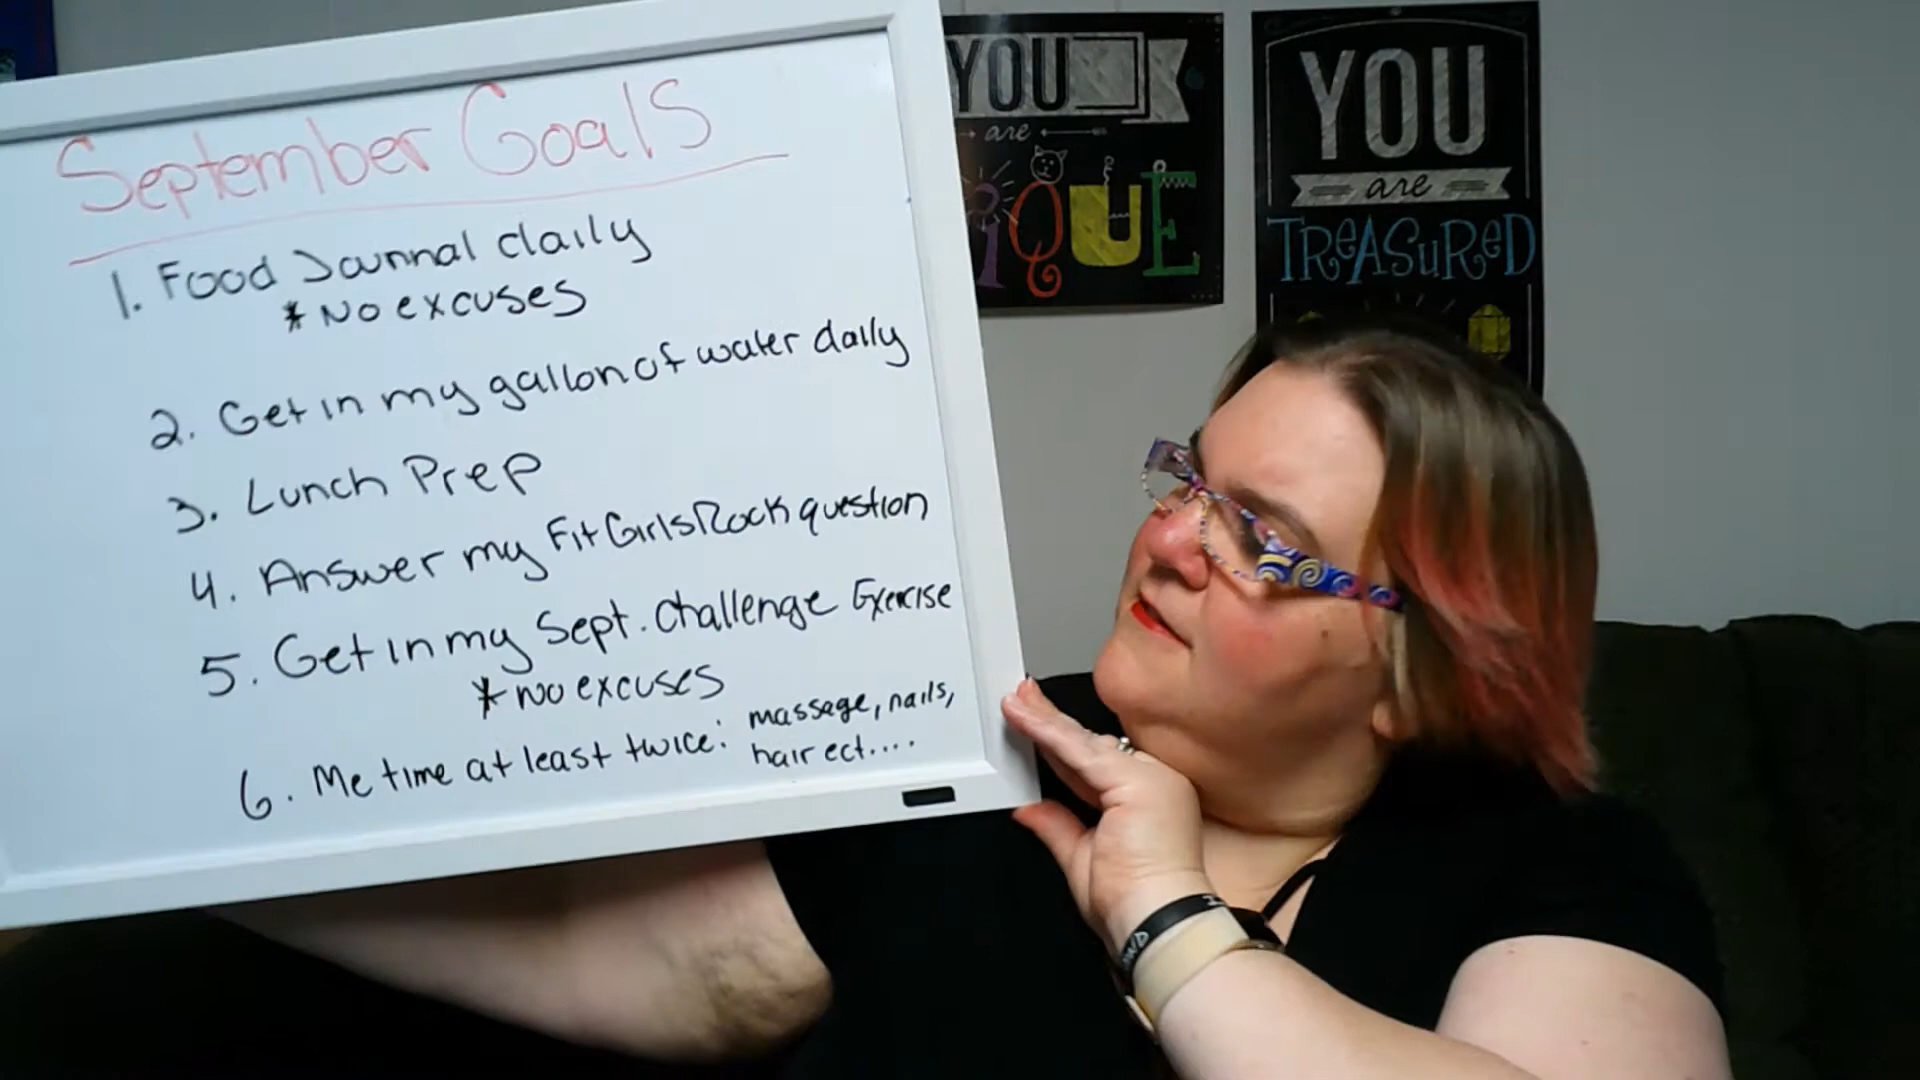 September Goals
1. Food Journal daily
* No excuses
2. Get in my gallon of water daily
3. Lunch Prep
4. Answer my FitGirlsRock question
5. Get in my Sept. Challenge Exercise
* no excuses
6. Me time at least twice: massage, nails,
hair ect....
YOU
are
IQUE
YOU
are
TREASURED